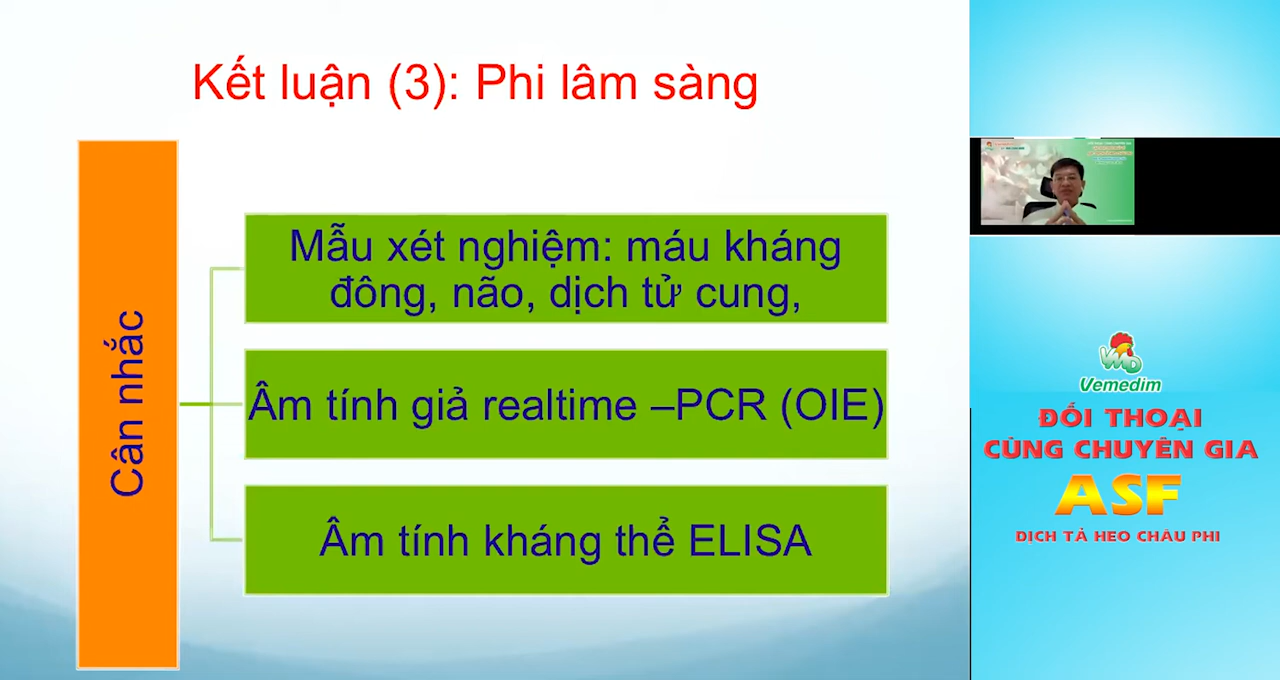 Kết luận (3): Phi lâm sàng
Cân nhắc
Mẫu xét nghiệm: máu kháng
đông, não, dịch tử cung,
Âm tính giả realtime –PCR (OIE)
Âm tính kháng thể ELISA
VMD
Vemedim
ĐỐI THOẠI
CÙNG CHUYÊN GIA
ASF
DỊCH TẢ HEO CHÂU PHI